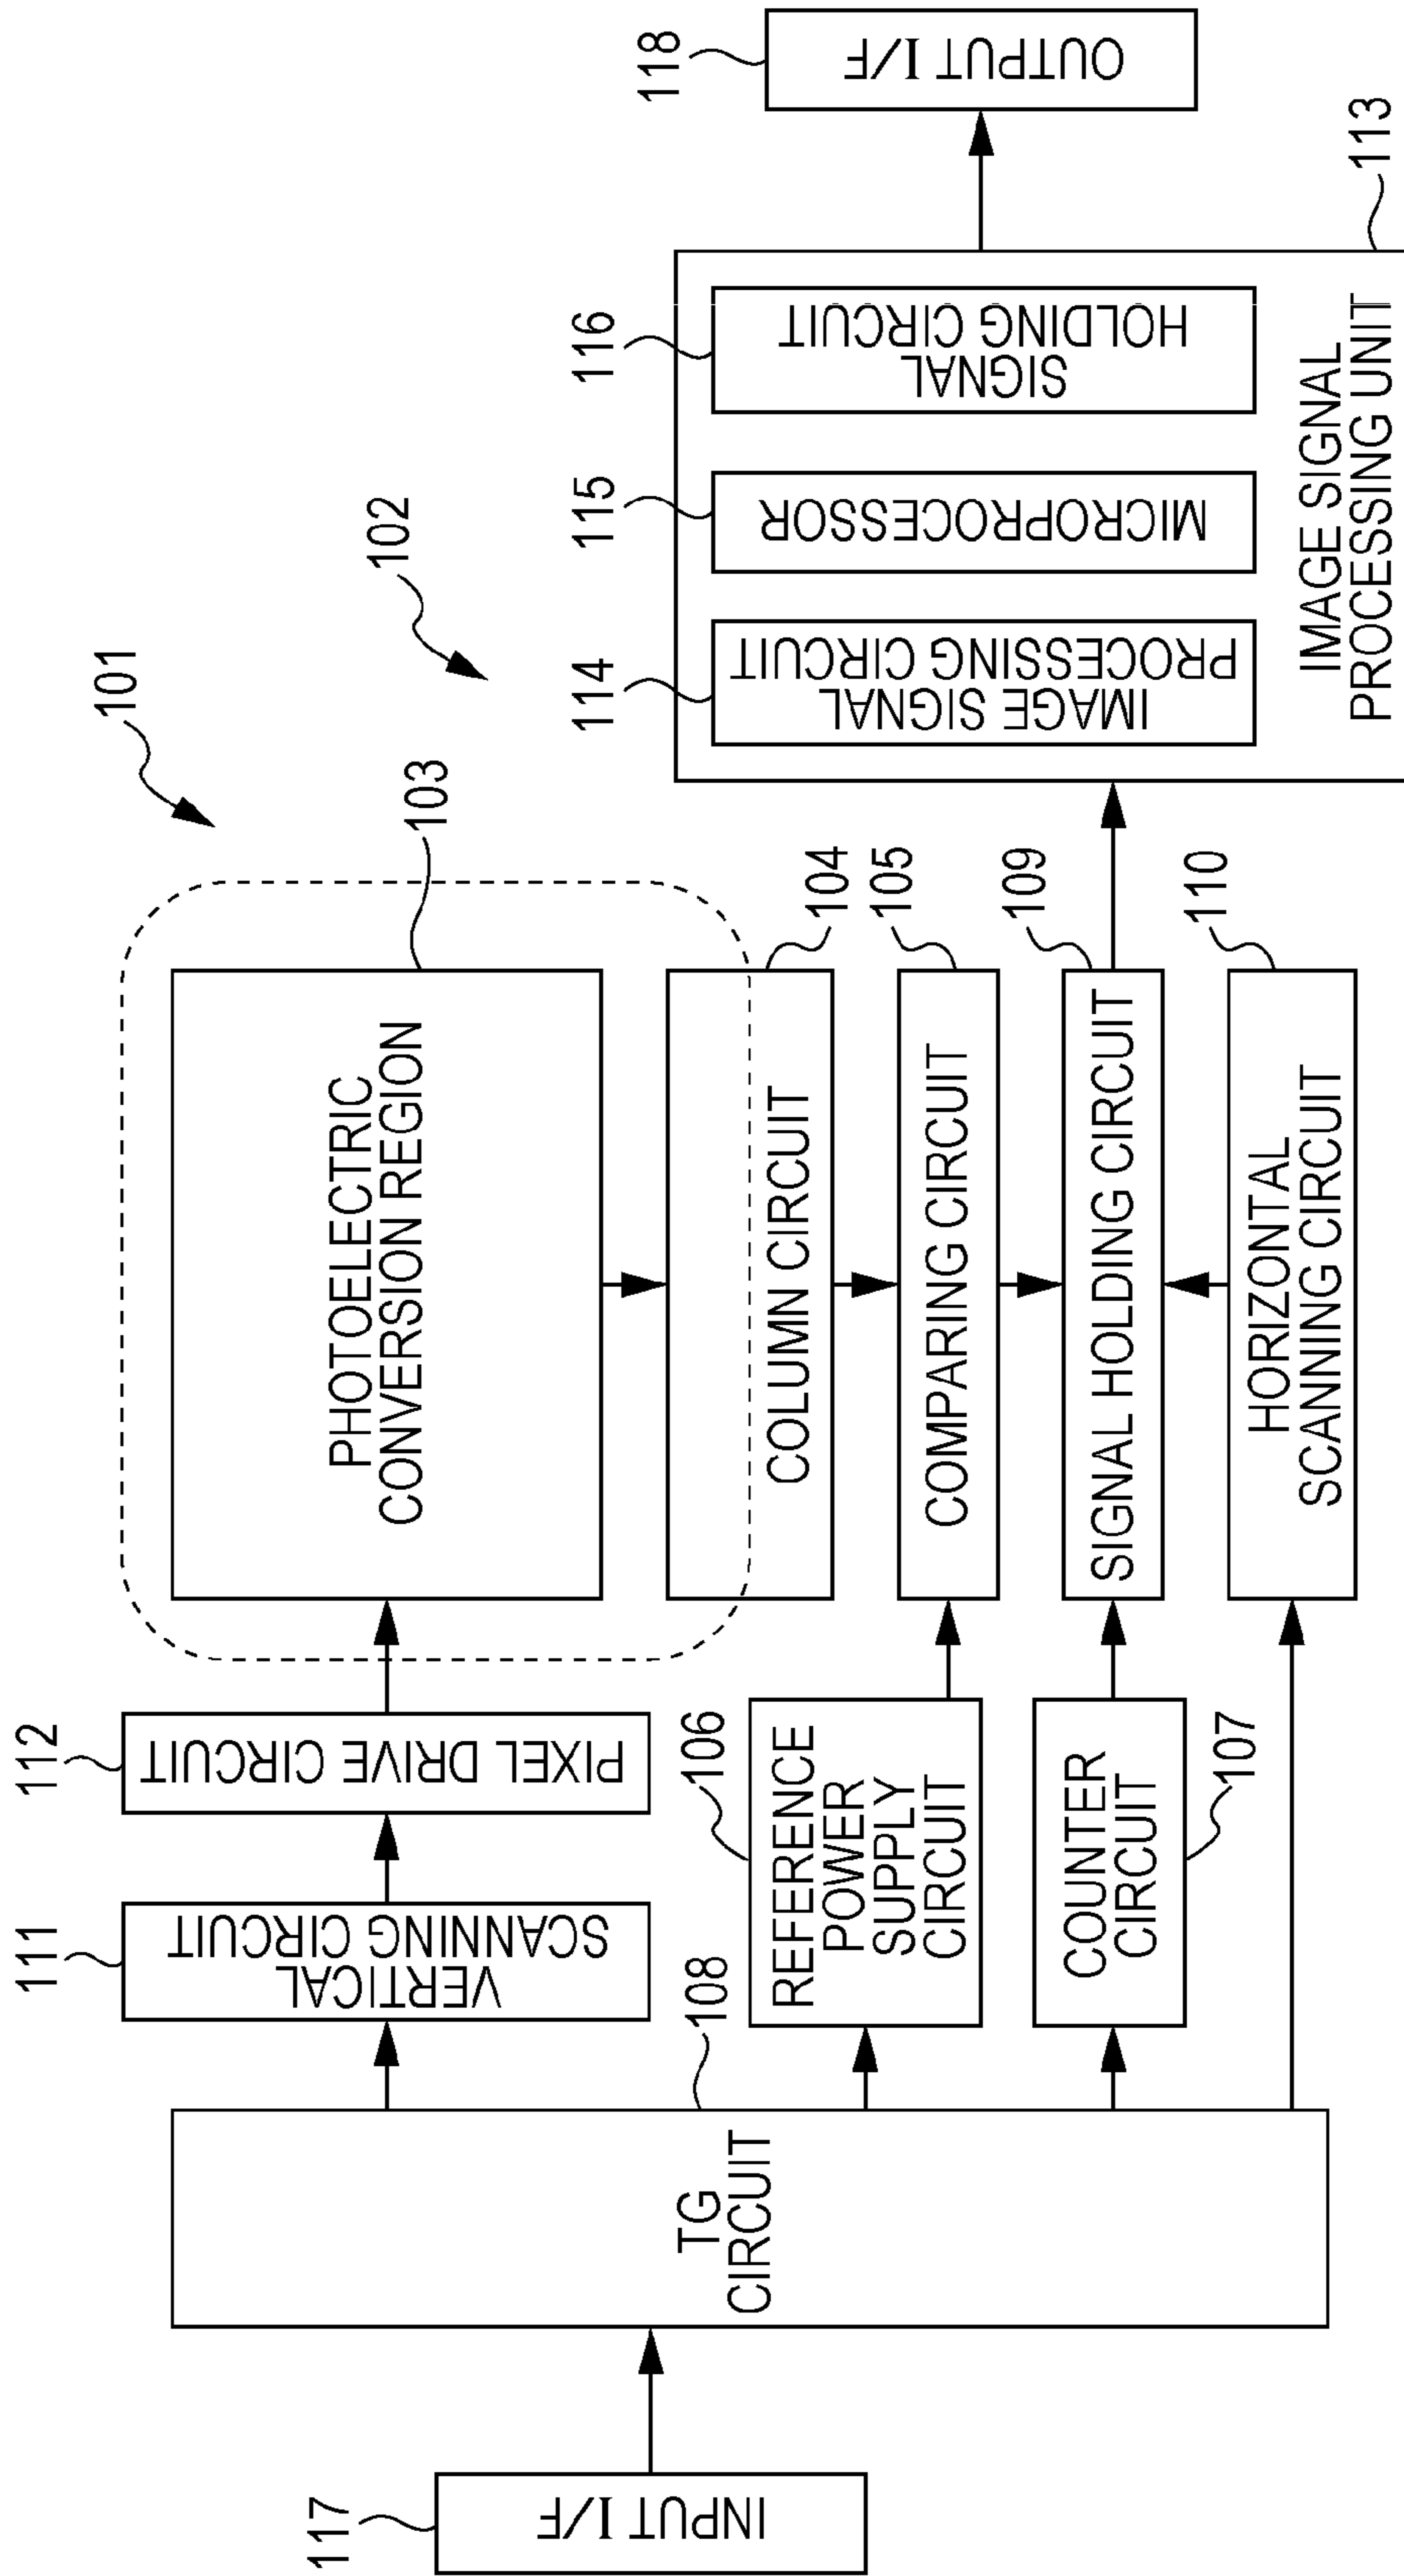 101
102
117
INPUT I/F
108
TG
CIRCUIT
111
VERTICAL
SCANNING CIRCUIT
112
PIXEL DRIVE CIRCUIT
103
PHOTOELECTRIC
CONVERSION REGION
104
COLUMN CIRCUIT
106
REFERENCE
POWER
SUPPLY
CIRCUIT
105
COMPARING CIRCUIT
107
COUNTER
CIRCUIT
109
SIGNAL HOLDING CIRCUIT
110
HORIZONTAL
SCANNING CIRCUIT
114
IMAGE SIGNAL
PROCESSING CIRCUIT
115
MICROPROCESSOR
116
SIGNAL
HOLDING CIRCUIT
IMAGE SIGNAL
PROCESSING UNIT
113
118
OUTPUT I/F